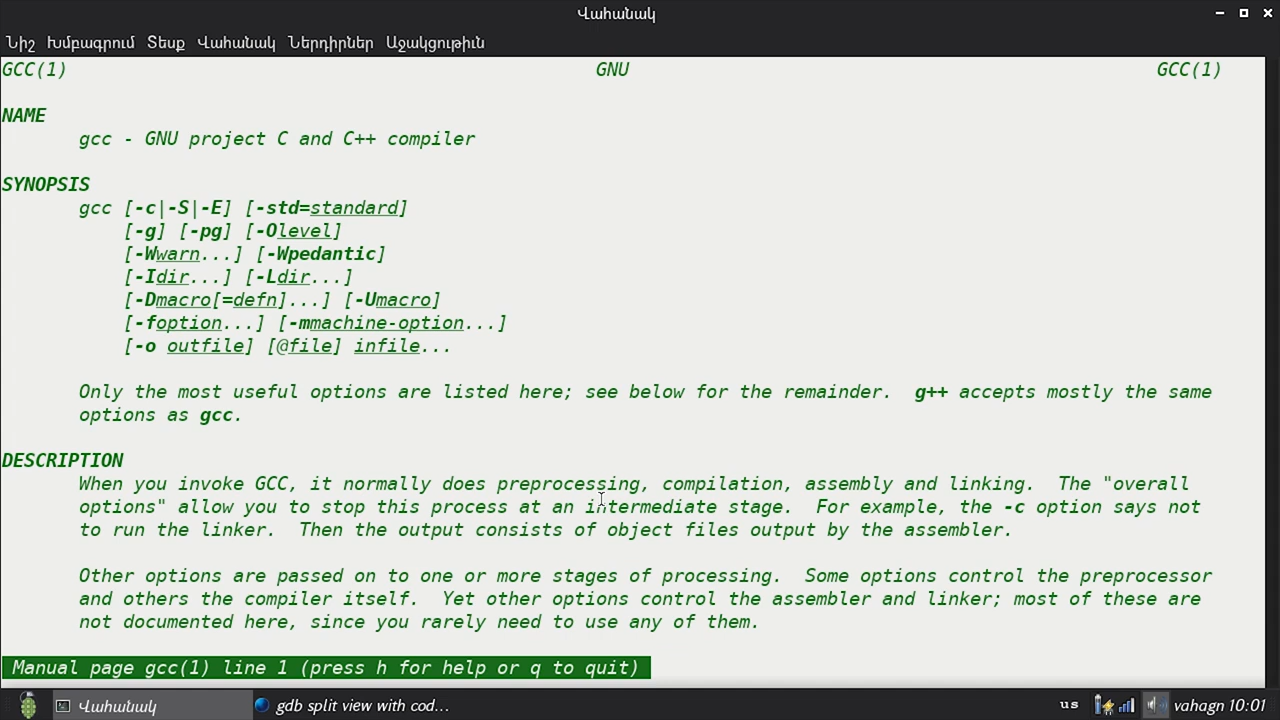 Վահանակ
Նիշ Խմբագրում Տեսք Վահանակ Ներդիրներ Աջակցութիւն
GCC(1) GNU GCC(1)
NAME
gcc - GNU project C and C++ compiler
SYNOPSIS
gcc [-c|-S|-E] [-std=standard]
[-g] [-pg] [-Olevel]
[-Wwarn...] [-Wpedantic]
[-Idir...] [-Ldir...]
[-Dmacro[=defn]...] [-Umacro]
[-foption...] [-mmachine-option...]
[-o outfile] [@file] infile...
Only the most useful options are listed here; see below for the remainder.  g++ accepts mostly the same
options as gcc.
DESCRIPTION
When you invoke GCC, it normally does preprocessing, compilation, assembly and linking.  The "overall
options" allow you to stop this process at an intermediate stage.  For example, the -c option says not
to run the linker.  Then the output consists of object files output by the assembler.
Other options are passed on to one or more stages of processing.  Some options control the preprocessor
and others the compiler itself.  Yet other options control the assembler and linker; most of these are
not documented here, since you rarely need to use any of them.
Manual page gcc(1) line 1 (press h for help or q to quit)
Վահանակ gdb split view with cod... us vahagn 10:01